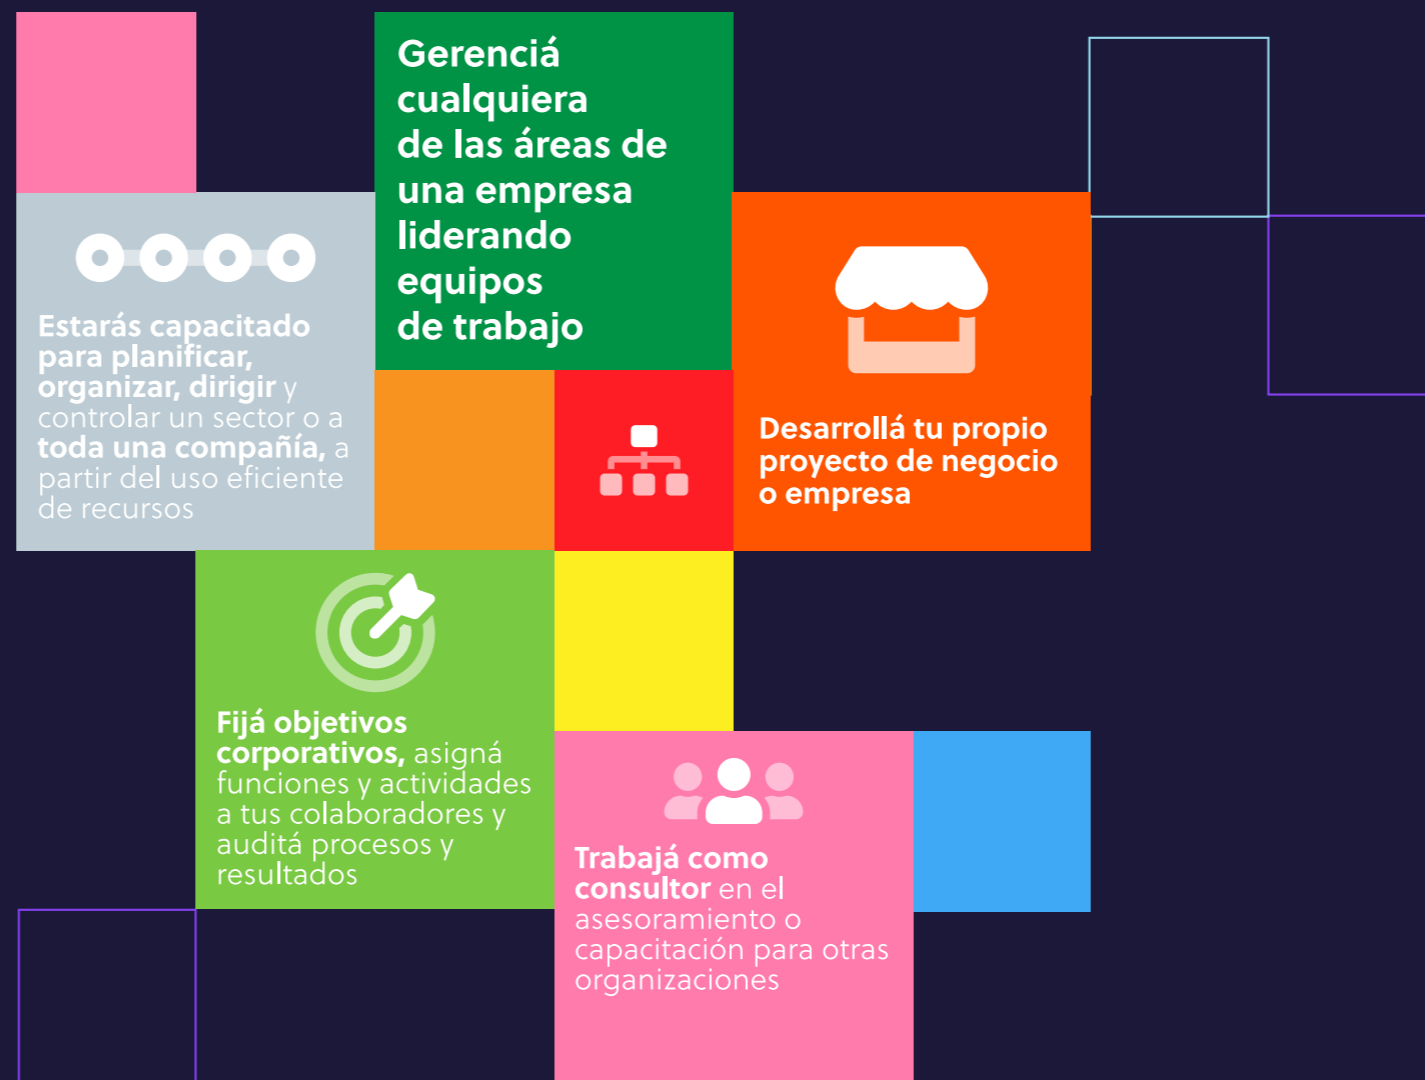 Gerenciá
cualquiera
de las áreas de
una empresa
liderando
equipos
de trabajo
Estarás capacitado
para planificar,
organizar, dirigir y
controlar un sector o a
toda una compañía, a
partir del uso eficiente
de recursos
Desarrollá tu propio
proyecto de negocio
o empresa
Fijá objetivos
corporativos, asigná
funciones y actividades
a tus colaboradores y
auditá procesos y
resultados
Trabajá como
consultor en el
asesoramiento o
capacitación para otras
organizaciones